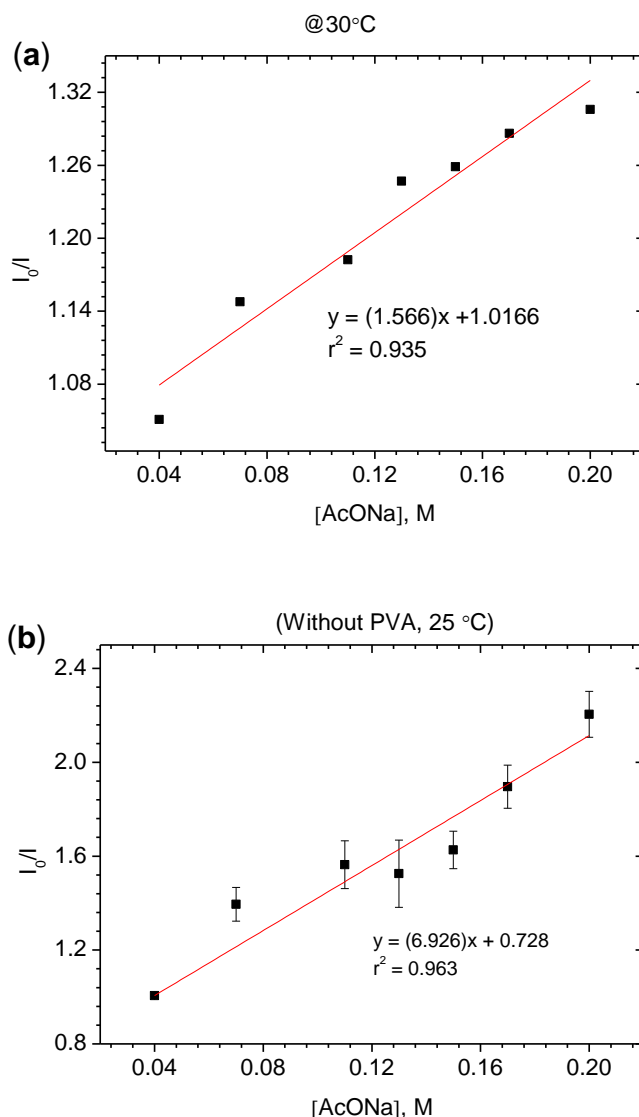 @30°C
(a)
1.32
1.26
1.20
1.14
1.08
I₀/I
y = (1.566)x +1.0166
r² = 0.935
0.04 0.08 0.12 0.16 0.20
[AcONa], M
(Without PVA, 25 °C)
(b)
2.4
2.0
1.6
1.2
0.8
I₀/I
y = (6.926)x + 0.728
r² = 0.963
0.04 0.08 0.12 0.16 0.20
[AcONa], M